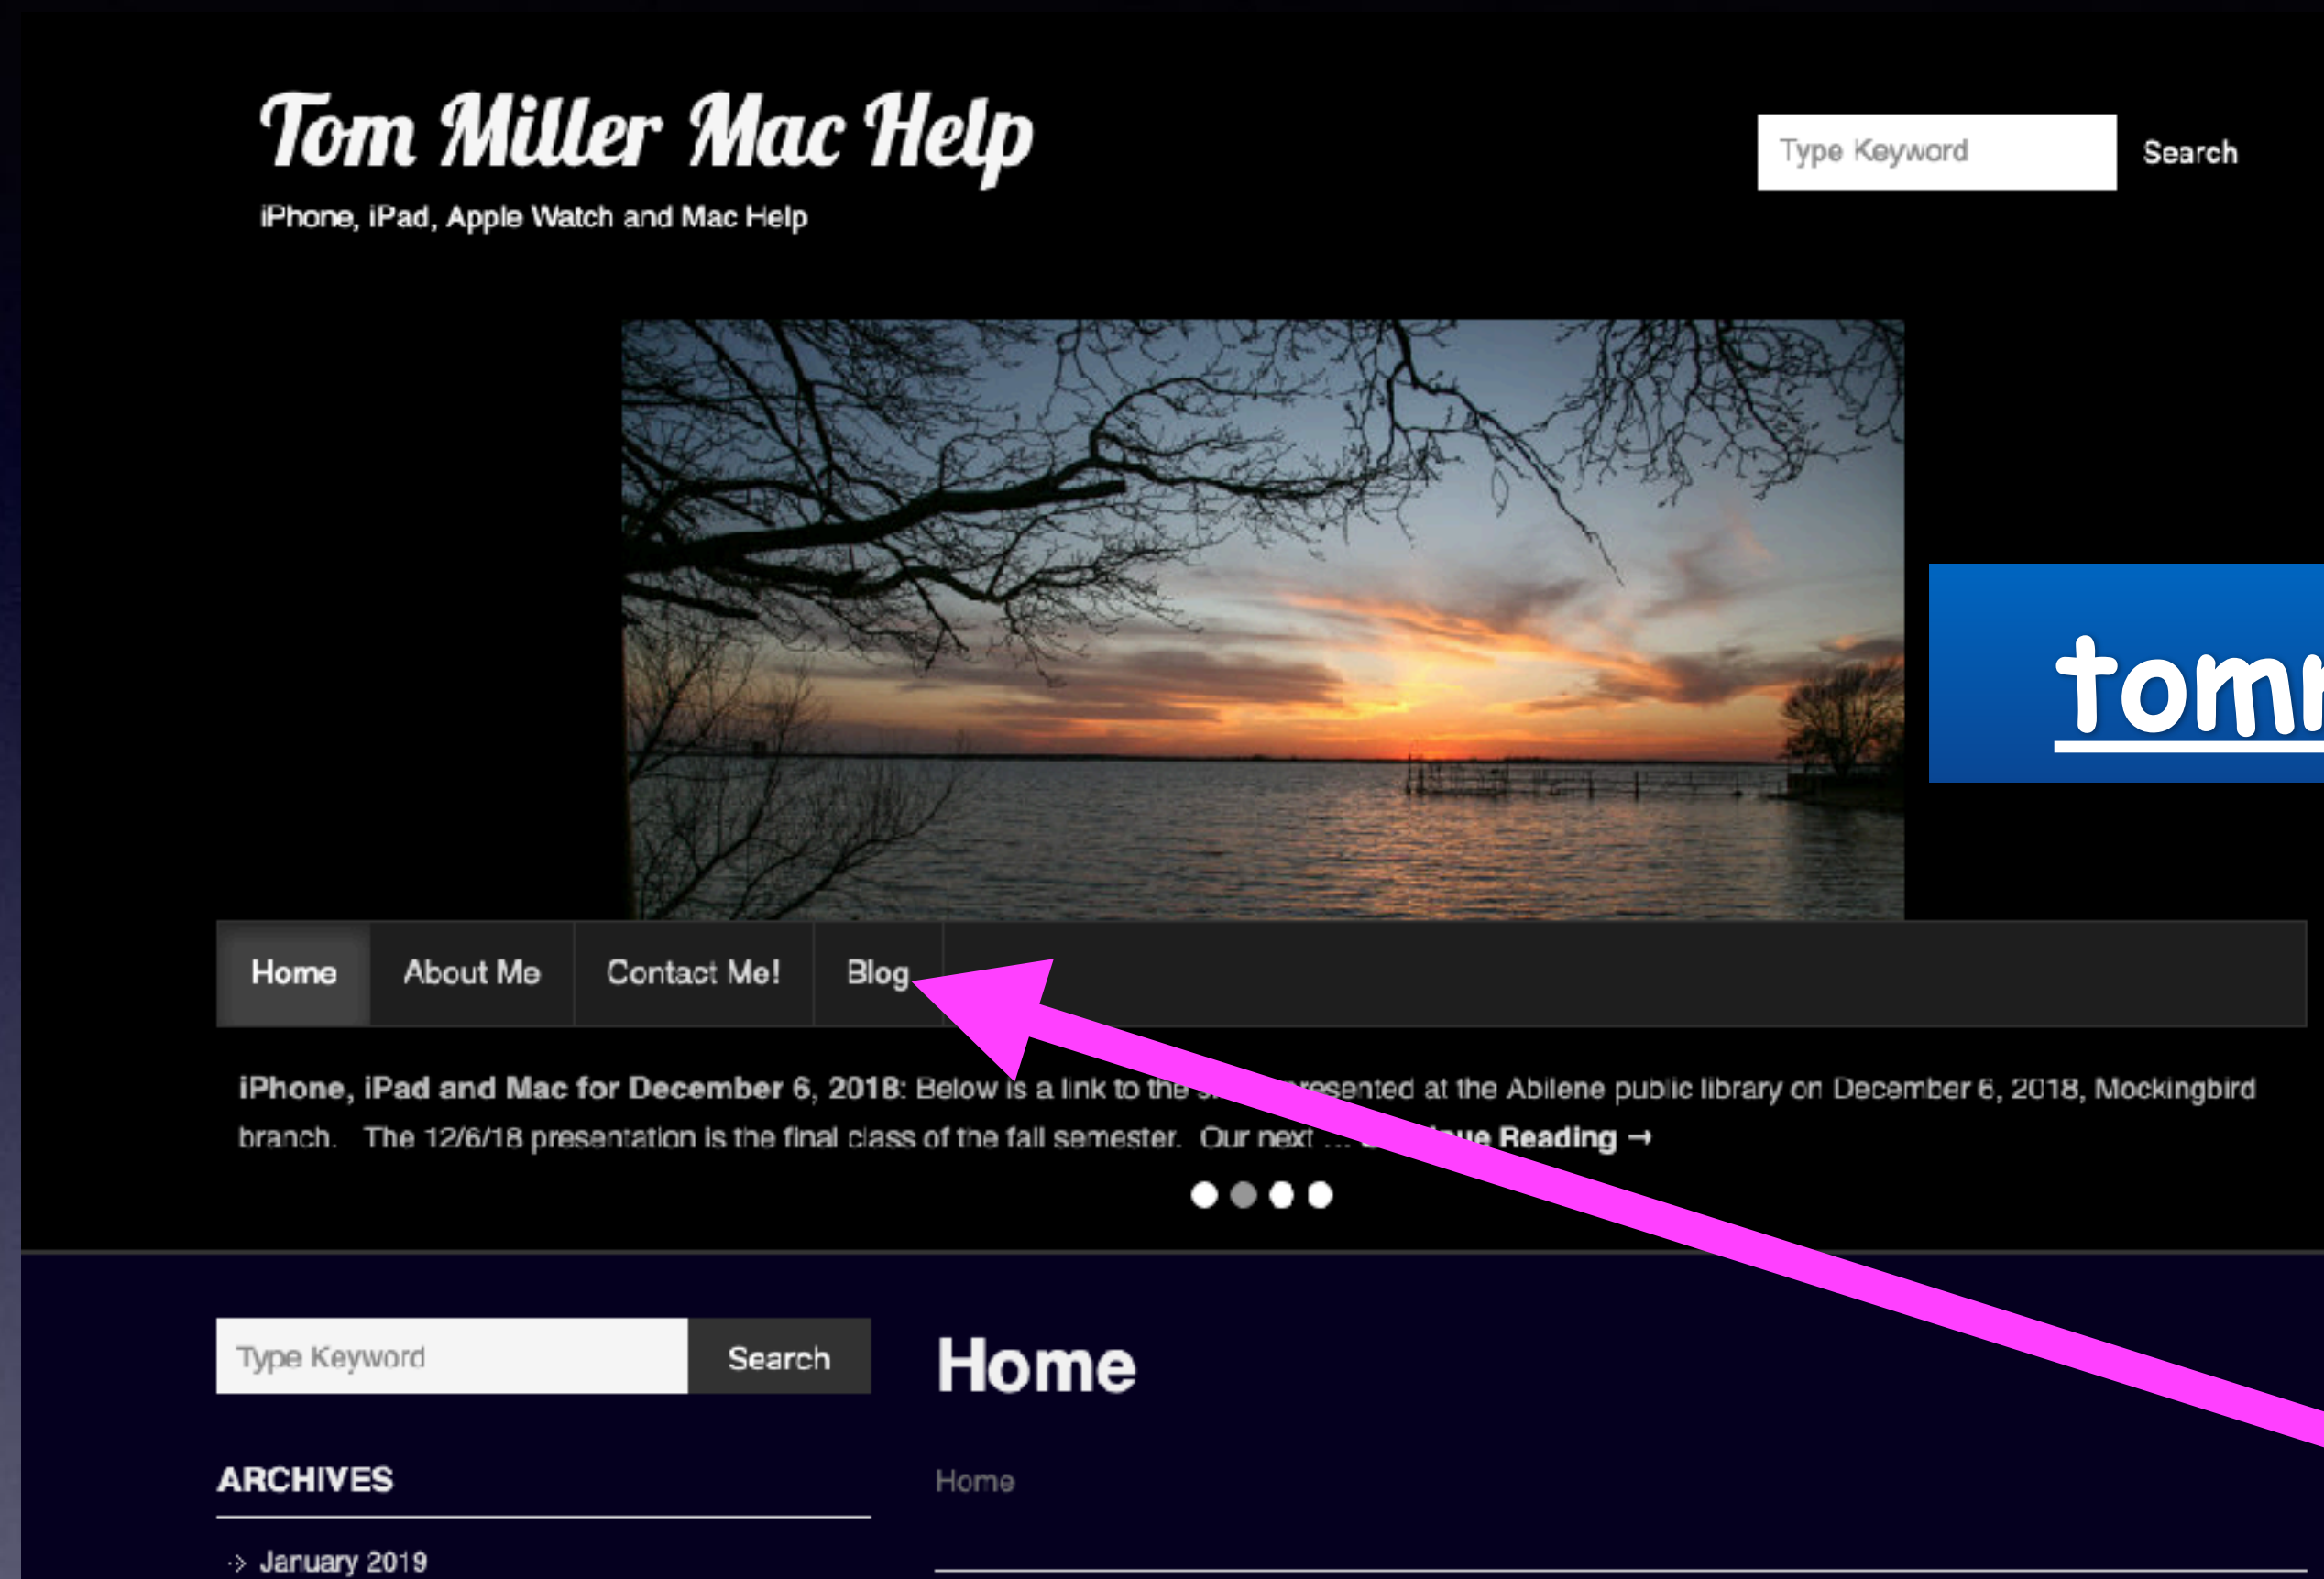 Tom Miller Mac Help
iPhone, iPad, Apple Watch and Mac Help
Type Keyword Search
Home About Me Contact Me! Blog
iPhone, iPad and Mac for December 6, 2018: Below is a link to the presented at the Abilene public library on December 6, 2018, Mockingbird
branch. The 12/6/18 presentation is the final class of the fall semester. Our next ... Reading →
Type Keyword Search
Home
ARCHIVES
Home
January 2019